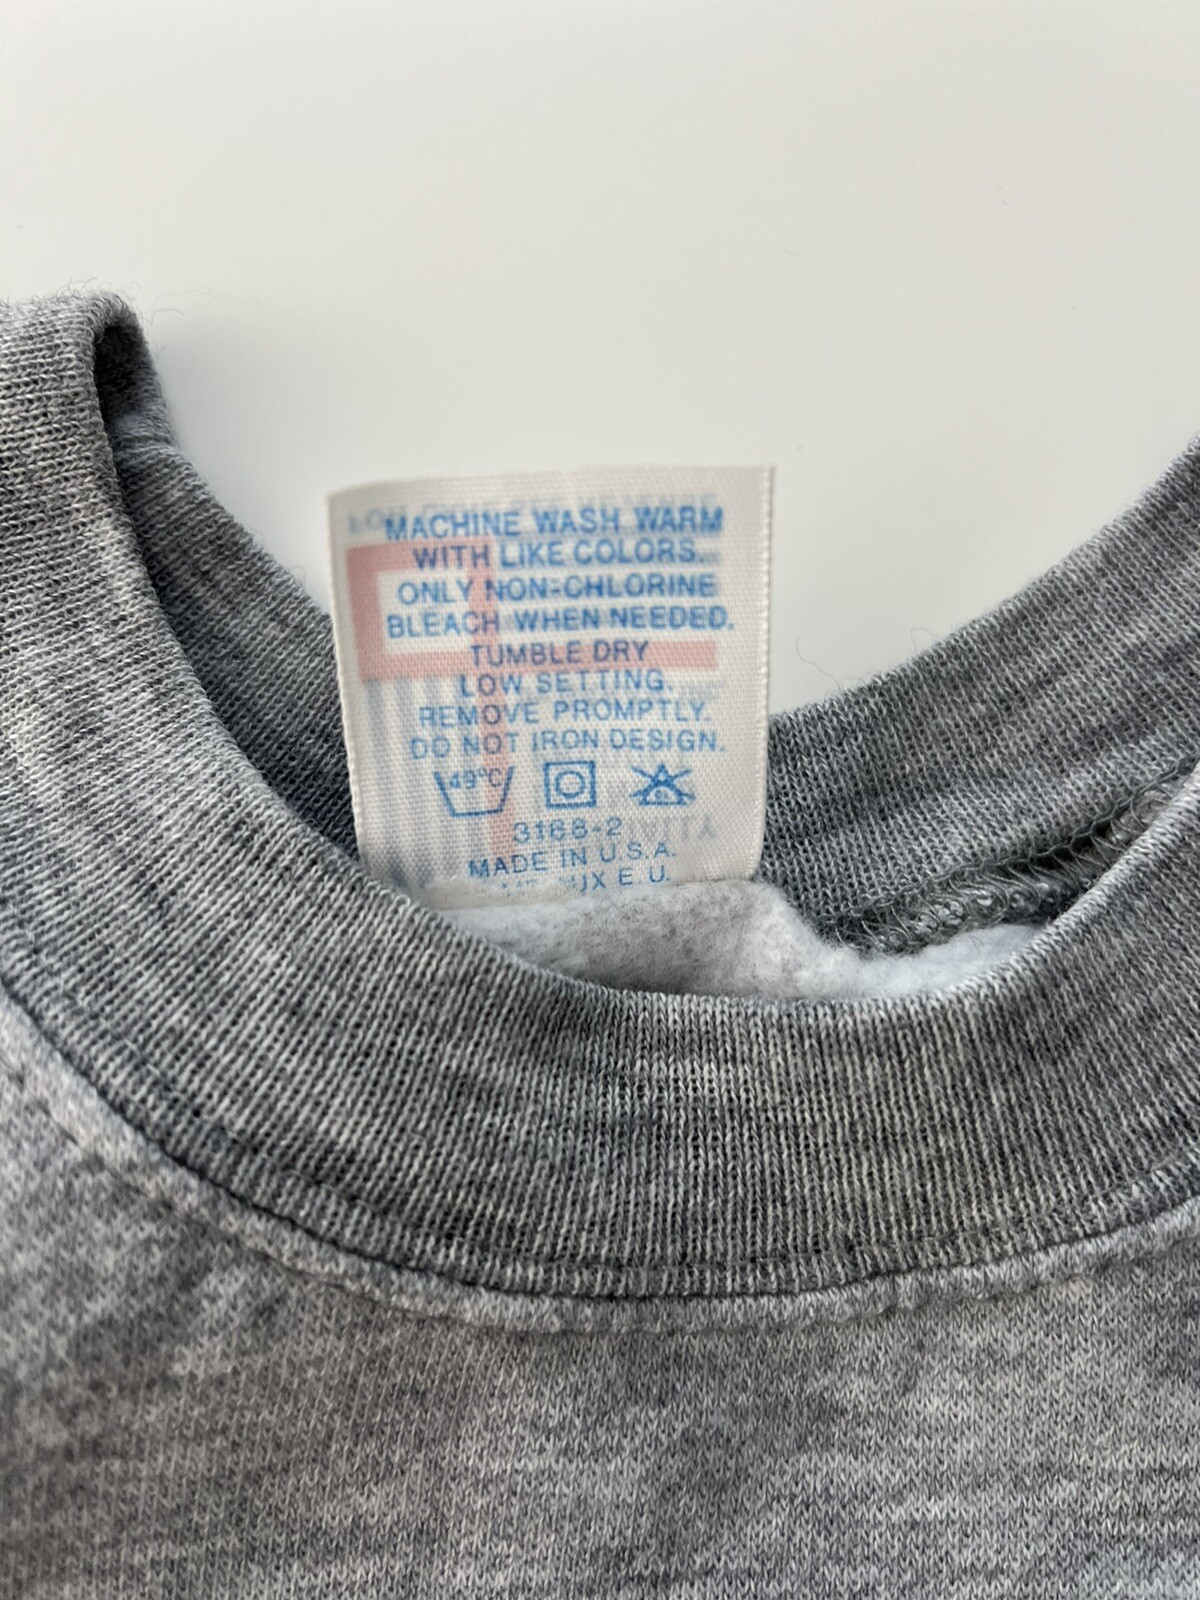 MACHINE WASH WARM
WITH LIKE COLORS.
ONLY NON-CHLORINE
BLEACH WHEN NEEDED.
TUMBLE DRY
LOW SETTING.
REMOVE PROMPTLY.
DO NOT IRON DESIGN.
49°C
3168-2
MADE IN U.S.A.
E.U.